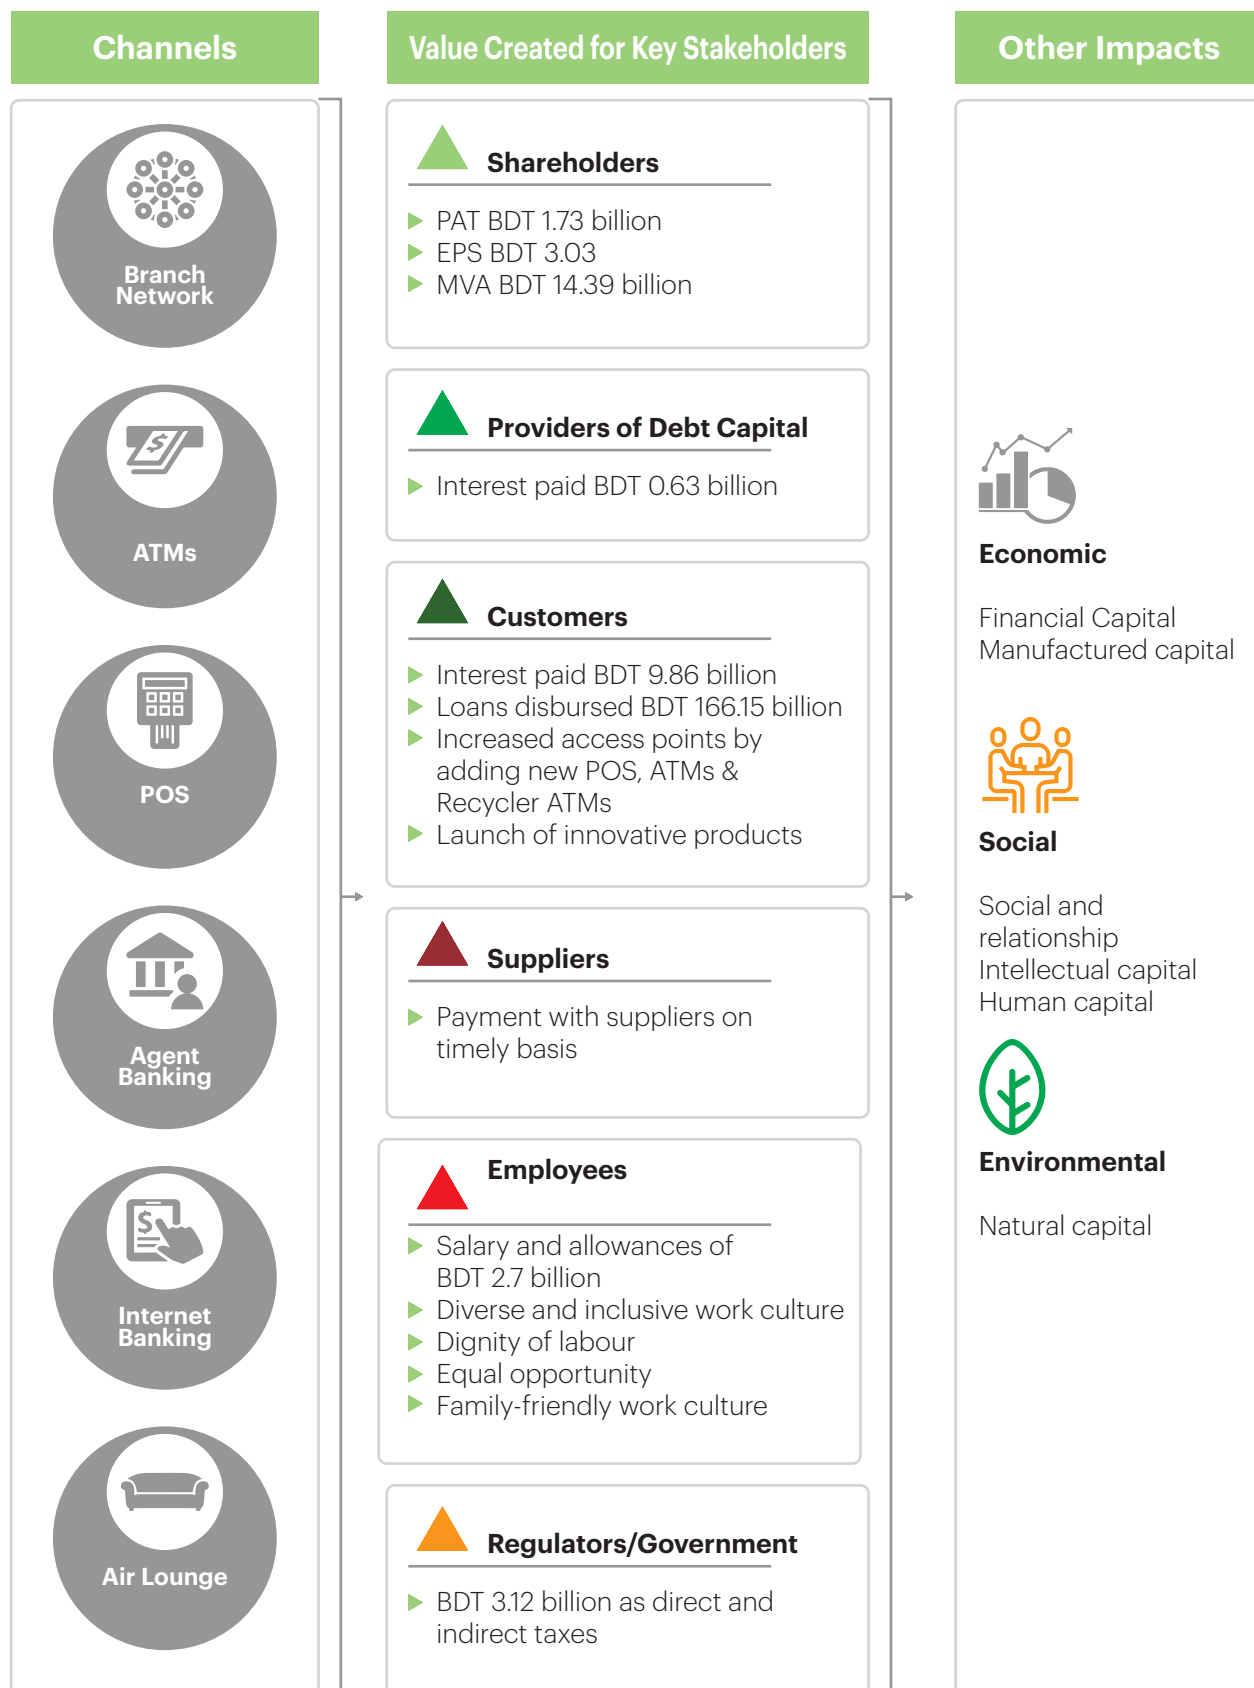 Channels
Branch
Network
ATMs
POS
Agent
Banking
Internet
Banking
Air Lounge
Value Created for Key Stakeholders
Shareholders
PAT BDT 1.73 billion
EPS BDT 3.03
MVA BDT 14.39 billion
Providers of Debt Capital
Interest paid BDT 0.63 billion
Customers
Interest paid BDT 9.86 billion
Loans disbursed BDT 166.15 billion
Increased access points by
adding new POS, ATMs &
Recycler ATMs
Launch of innovative products
Suppliers
Payment with suppliers on
timely basis
Employees
Salary and allowances of
BDT 2.7 billion
Diverse and inclusive work culture
Dignity of labour
Equal opportunity
Family-friendly work culture
Regulators/Government
BDT 3.12 billion as direct and
indirect taxes
Other Impacts
Economic
Financial Capital
Manufactured capital
Social
Social and
relationship
Intellectual capital
Human capital
Environmental
Natural capital